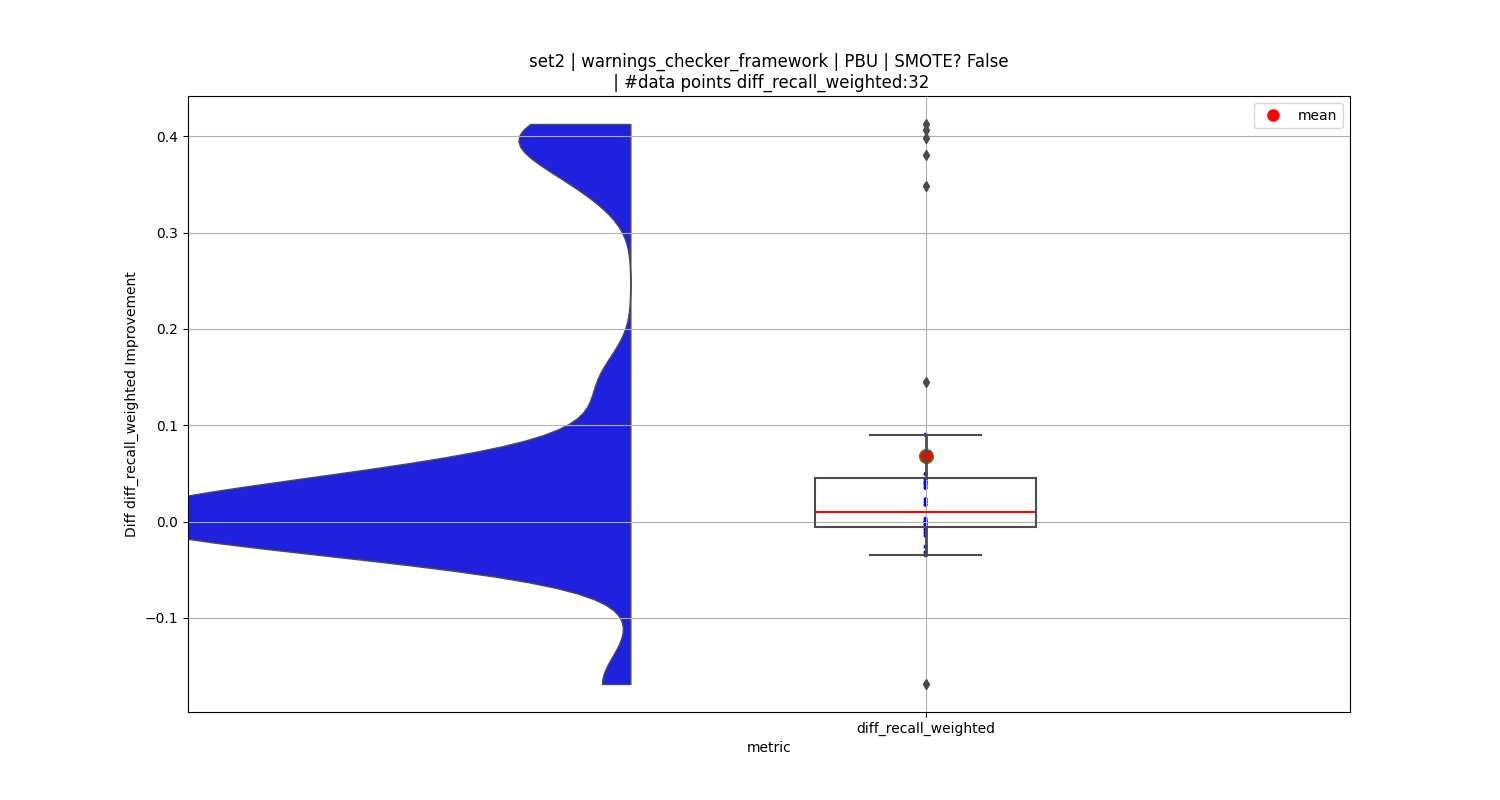 set2 | warnings_checker_framework | PBU | SMOTE? False
| #data points diff_recall_weighted:32
mean
0.4
0.3
0.2
0.1
0.0
−0.1
Diff diff_recall_weighted Improvement
diff_recall_weighted
metric